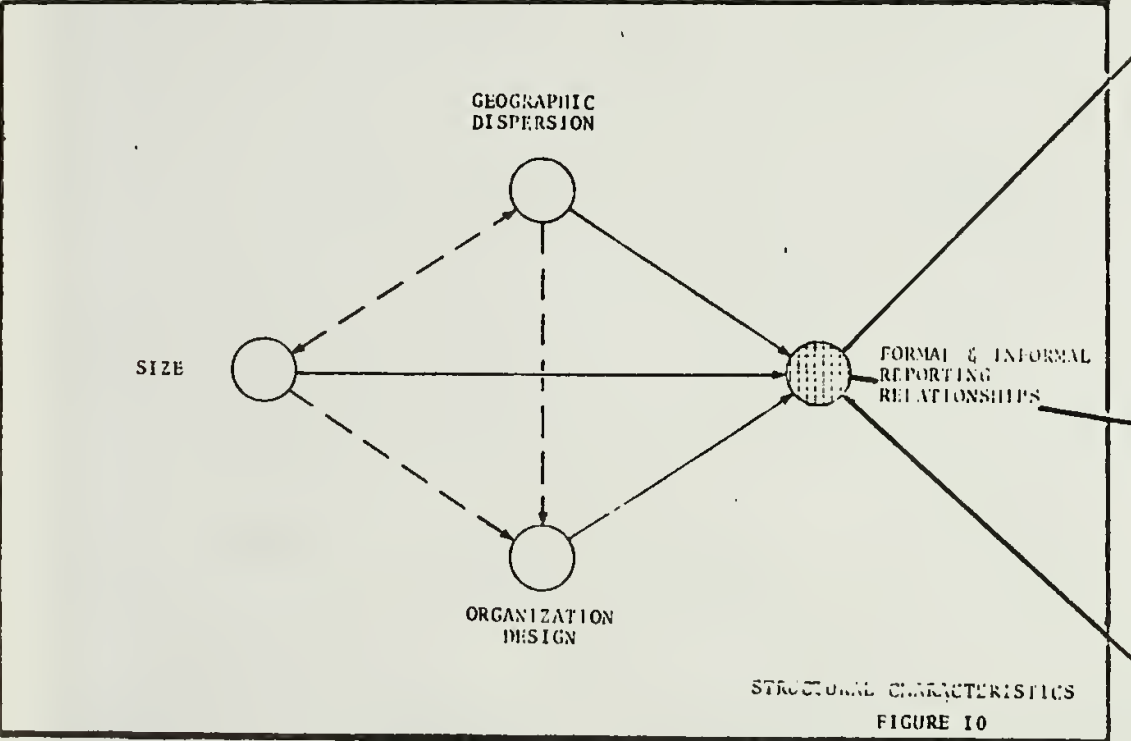 GEOGRAPHIC
DISPERSION
SIZE
FORMAL & INFORMAL
REPORTING
RELATIONSHIPS
ORGANIZATION
DESIGN
STRUCTURAL CHARACTERISTICS
FIGURE 10